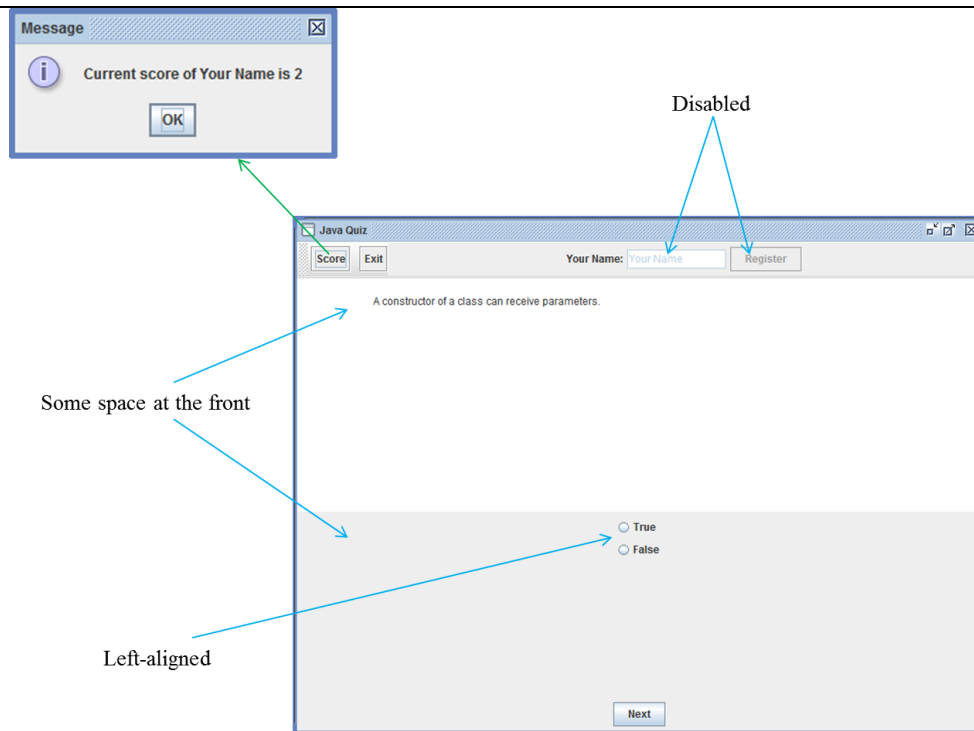 Message
Current score of Your Name is 2
OK
Disabled
Java Quiz
Score Exit Your Name: Your Name Register
A constructor of a class can receive parameters.
Some space at the front
True
False
Left-aligned
Next